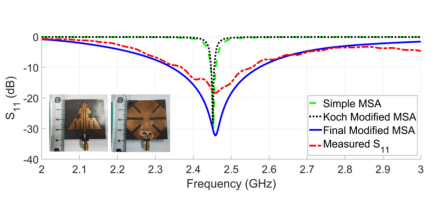 0
-10
-20
-30
-40
S11 (dB)
2
2.1
2.2
2.3
2.4
2.5
2.6
2.7
2.8
2.9
3
Frequency (GHz)
Simple MSA
Koch Modified MSA
Final Modified MSA
Measured S11